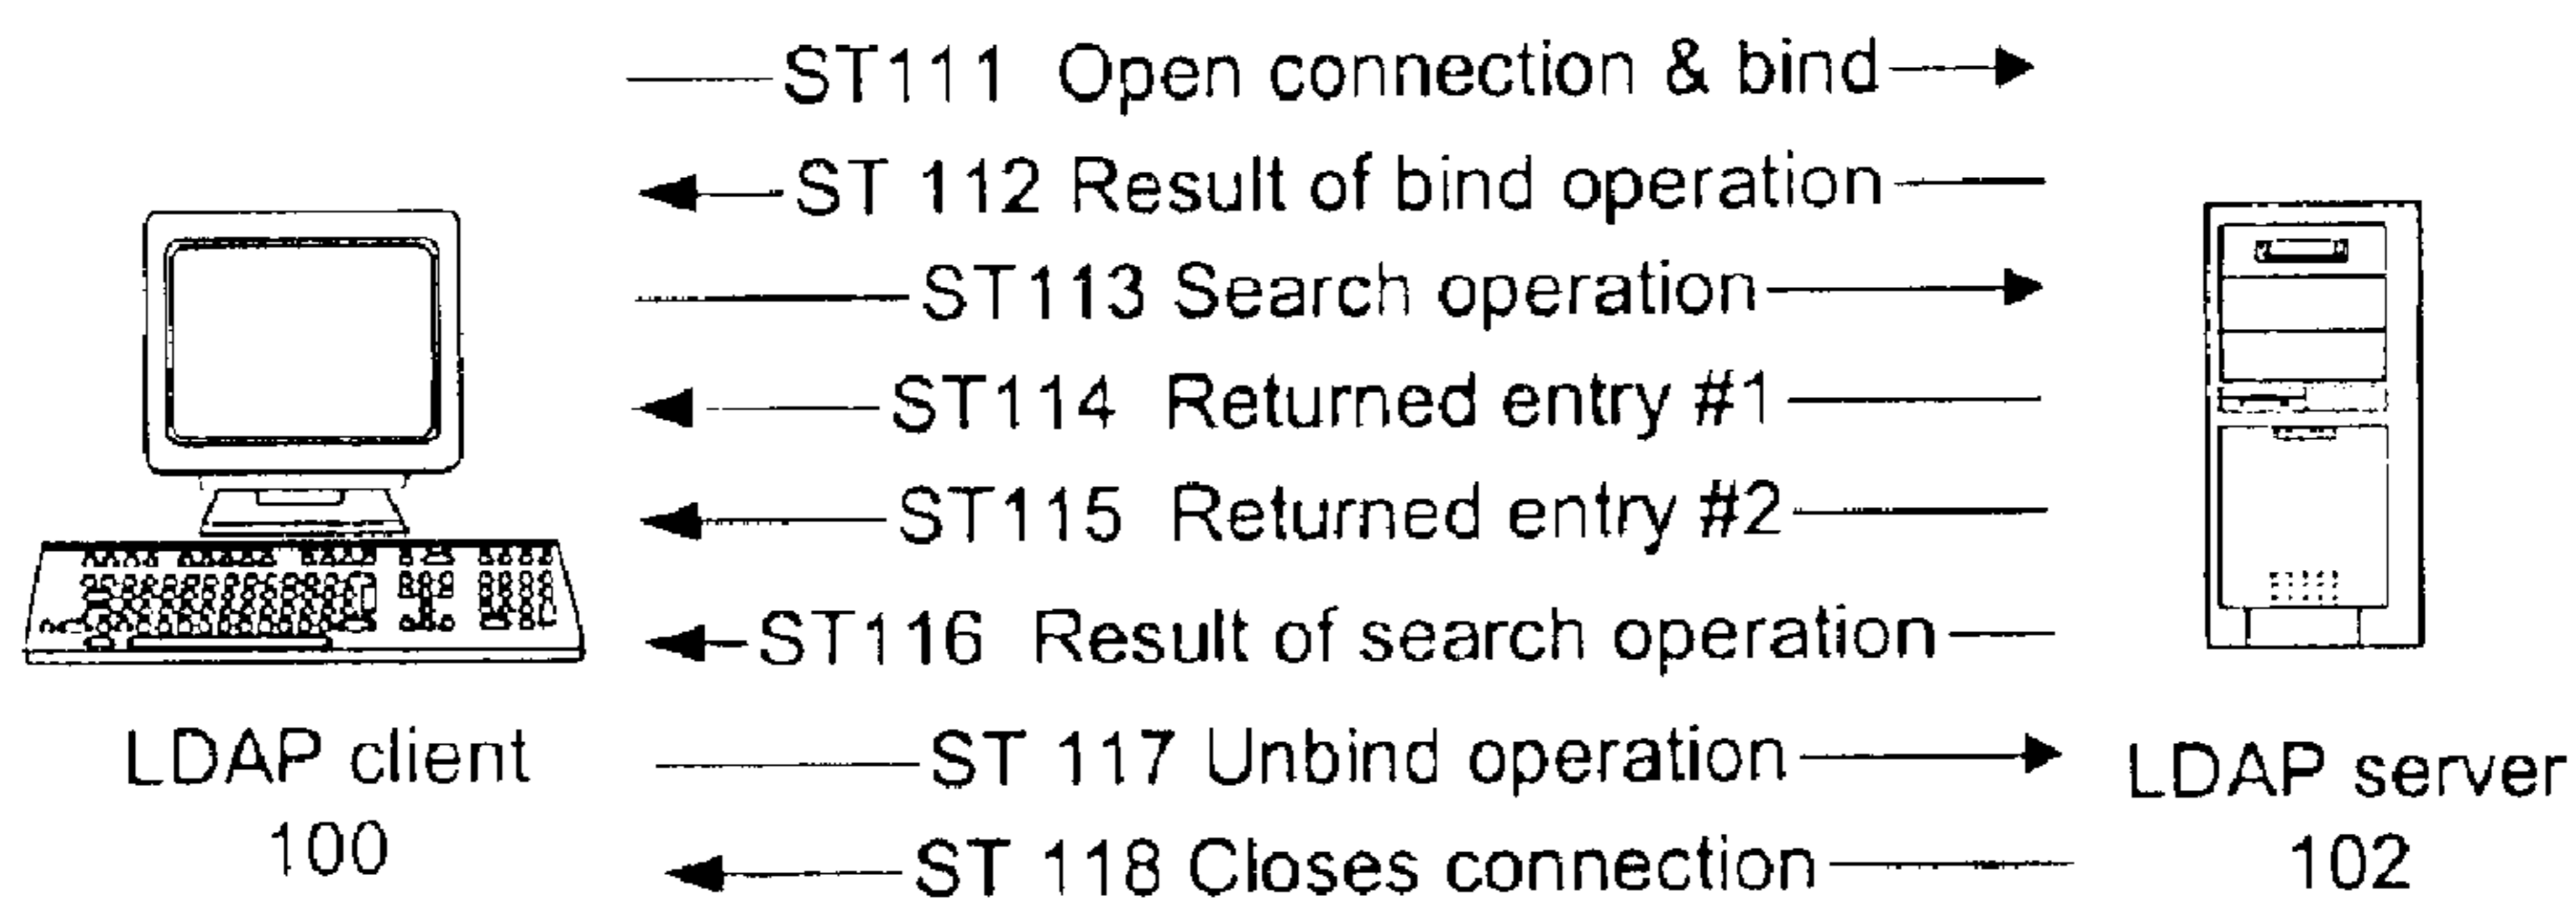 ST111 Open connection & bind
ST 112 Result of bind operation
ST113 Search operation
ST114 Returned entry #1
ST115 Returned entry #2
ST116 Result of search operation
ST 117 Unbind operation
ST 118 Closes connection
LDAP client
100
LDAP server
102